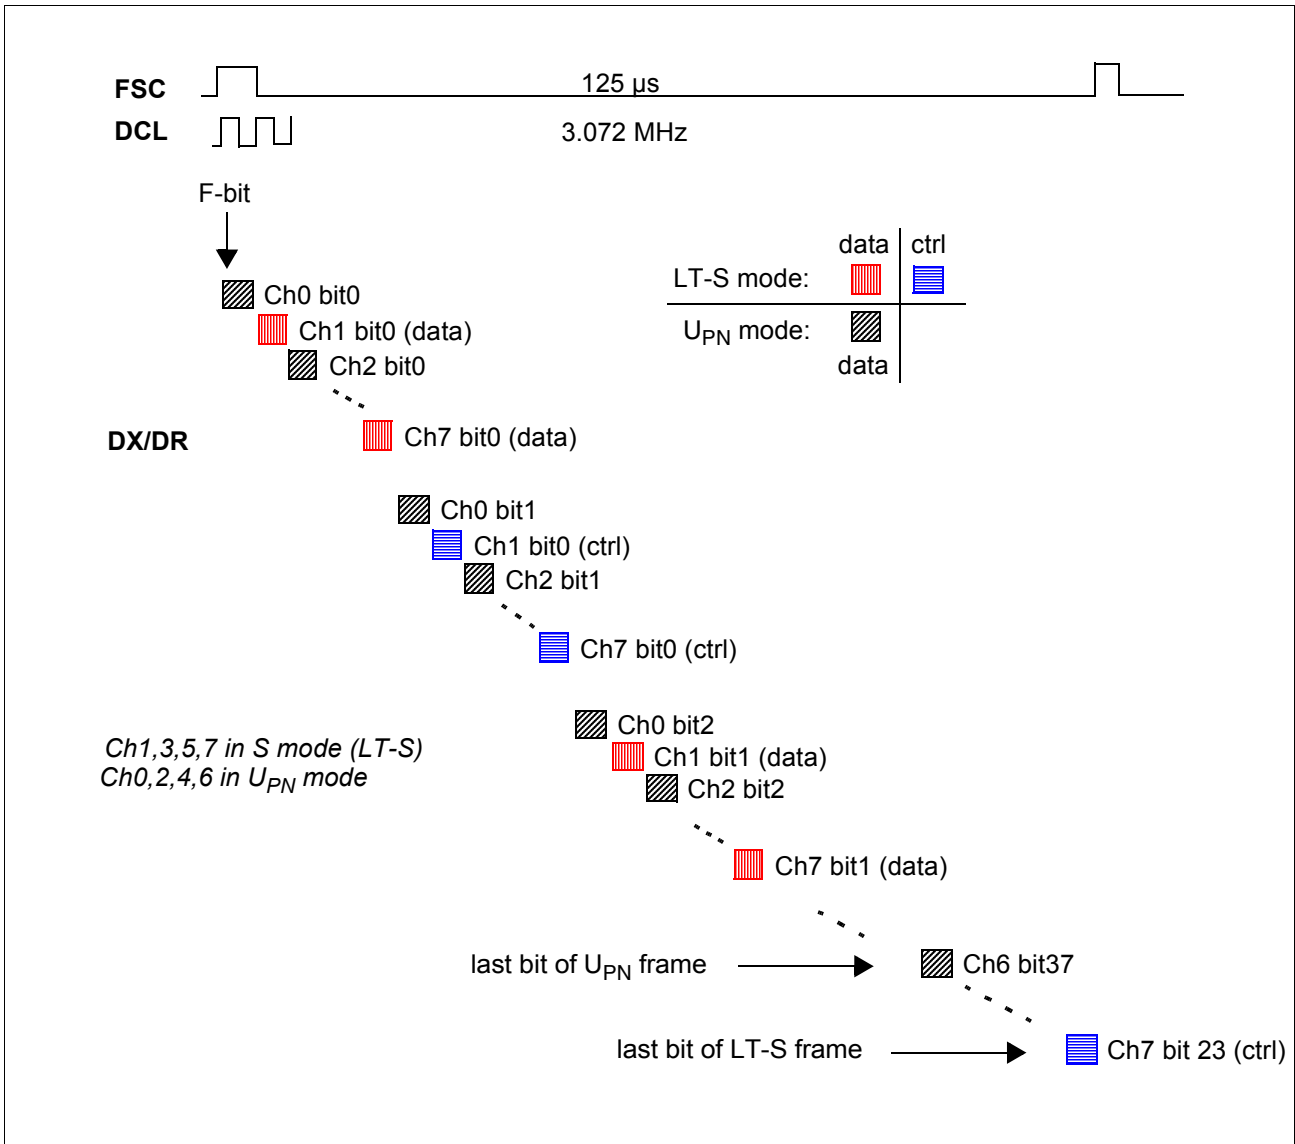 FSC
125 µs
DCL
3.072 MHz
F-bit
data ctrl
LT-S mode:
UPN mode:
data
Ch0 bit0
Ch1 bit0 (data)
Ch2 bit0
DX/DR
Ch7 bit0 (data)
Ch0 bit1
Ch1 bit0 (ctrl)
Ch2 bit1
Ch7 bit0 (ctrl)
Ch0 bit2
Ch1,3,5,7 in S mode (LT-S)
Ch1 bit1 (data)
Ch0,2,4,6 in UPN mode
Ch2 bit2
Ch7 bit1 (data)
last bit of UPN frame
Ch6 bit37
last bit of LT-S frame
Ch7 bit 23 (ctrl)